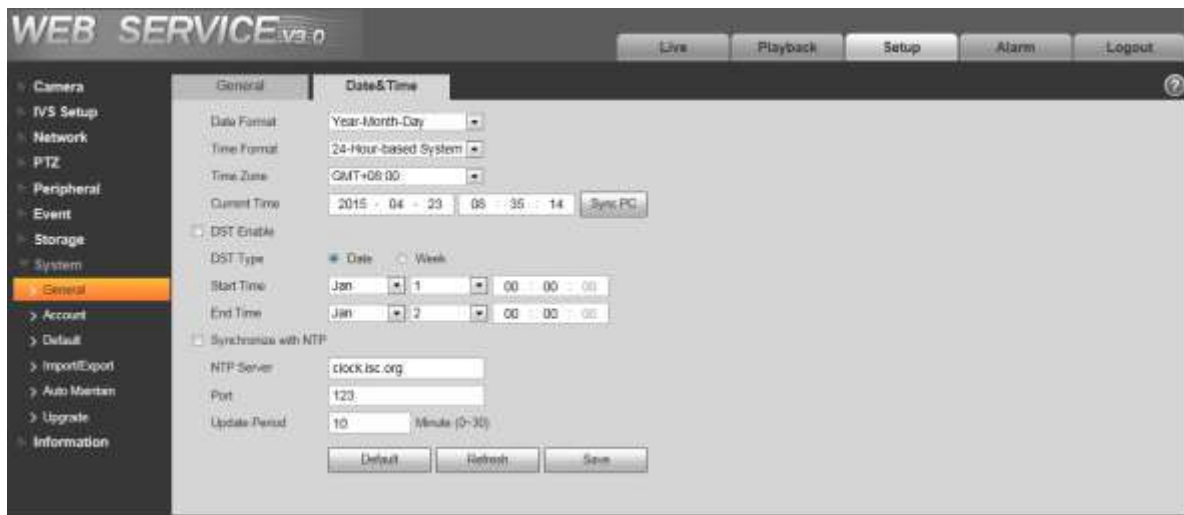 WEB SERVICE V3.0
Live Playback Setup Alarm Logout
Camera
IVS Setup
Network
PTZ
Peripheral
Event
Storage
System
General
Account
Default
Import/Export
Auto Maintain
Upgrade
Information
General Date&Time
Date Format Year-Month-Day
Time Format 24-Hour-based System
Time Zone GMT+08:00
Current Time 2015 - 04 - 23 08 : 35 : 14 Sync PC
DST Enable
DST Type Date Week
Start Time Jan 1 00 : 00 : 00
End Time Jan 2 00 : 00 : 00
Synchronize with NTP
NTP Server clock.isc.org
Port 123
Update Period 10 Minute (0~30)
Default Refresh Save